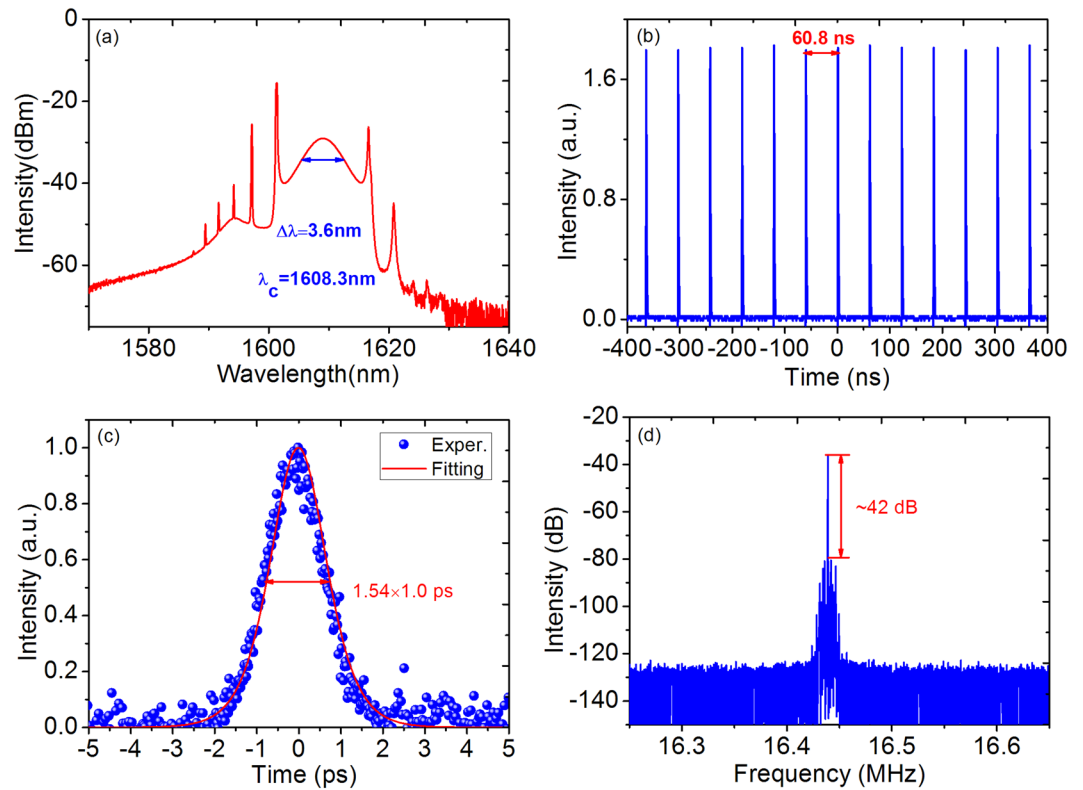 (a)
0
-20
-40
-60
Intensity(dBm)
Δλ=3.6nm
λc=1608.3nm
1580
1600
1620
1640
Wavelength(nm)
(b)
60.8 ns
1.6
0.8
0.0
Intensity (a.u.)
-400
-300
-200
-100
0
100
200
300
400
Time (ns)
(c)
Exper.
Fitting
1.0
0.8
0.6
0.4
0.2
0.0
Intensity (a.u.)
1.54×1.0 ps
-5
-4
-3
-2
-1
0
1
2
3
4
5
Time (ps)
(d)
-20
-40
-60
-80
-100
-120
-140
Intensity (dB)
~42 dB
16.3
16.4
16.5
16.6
Frequency (MHz)